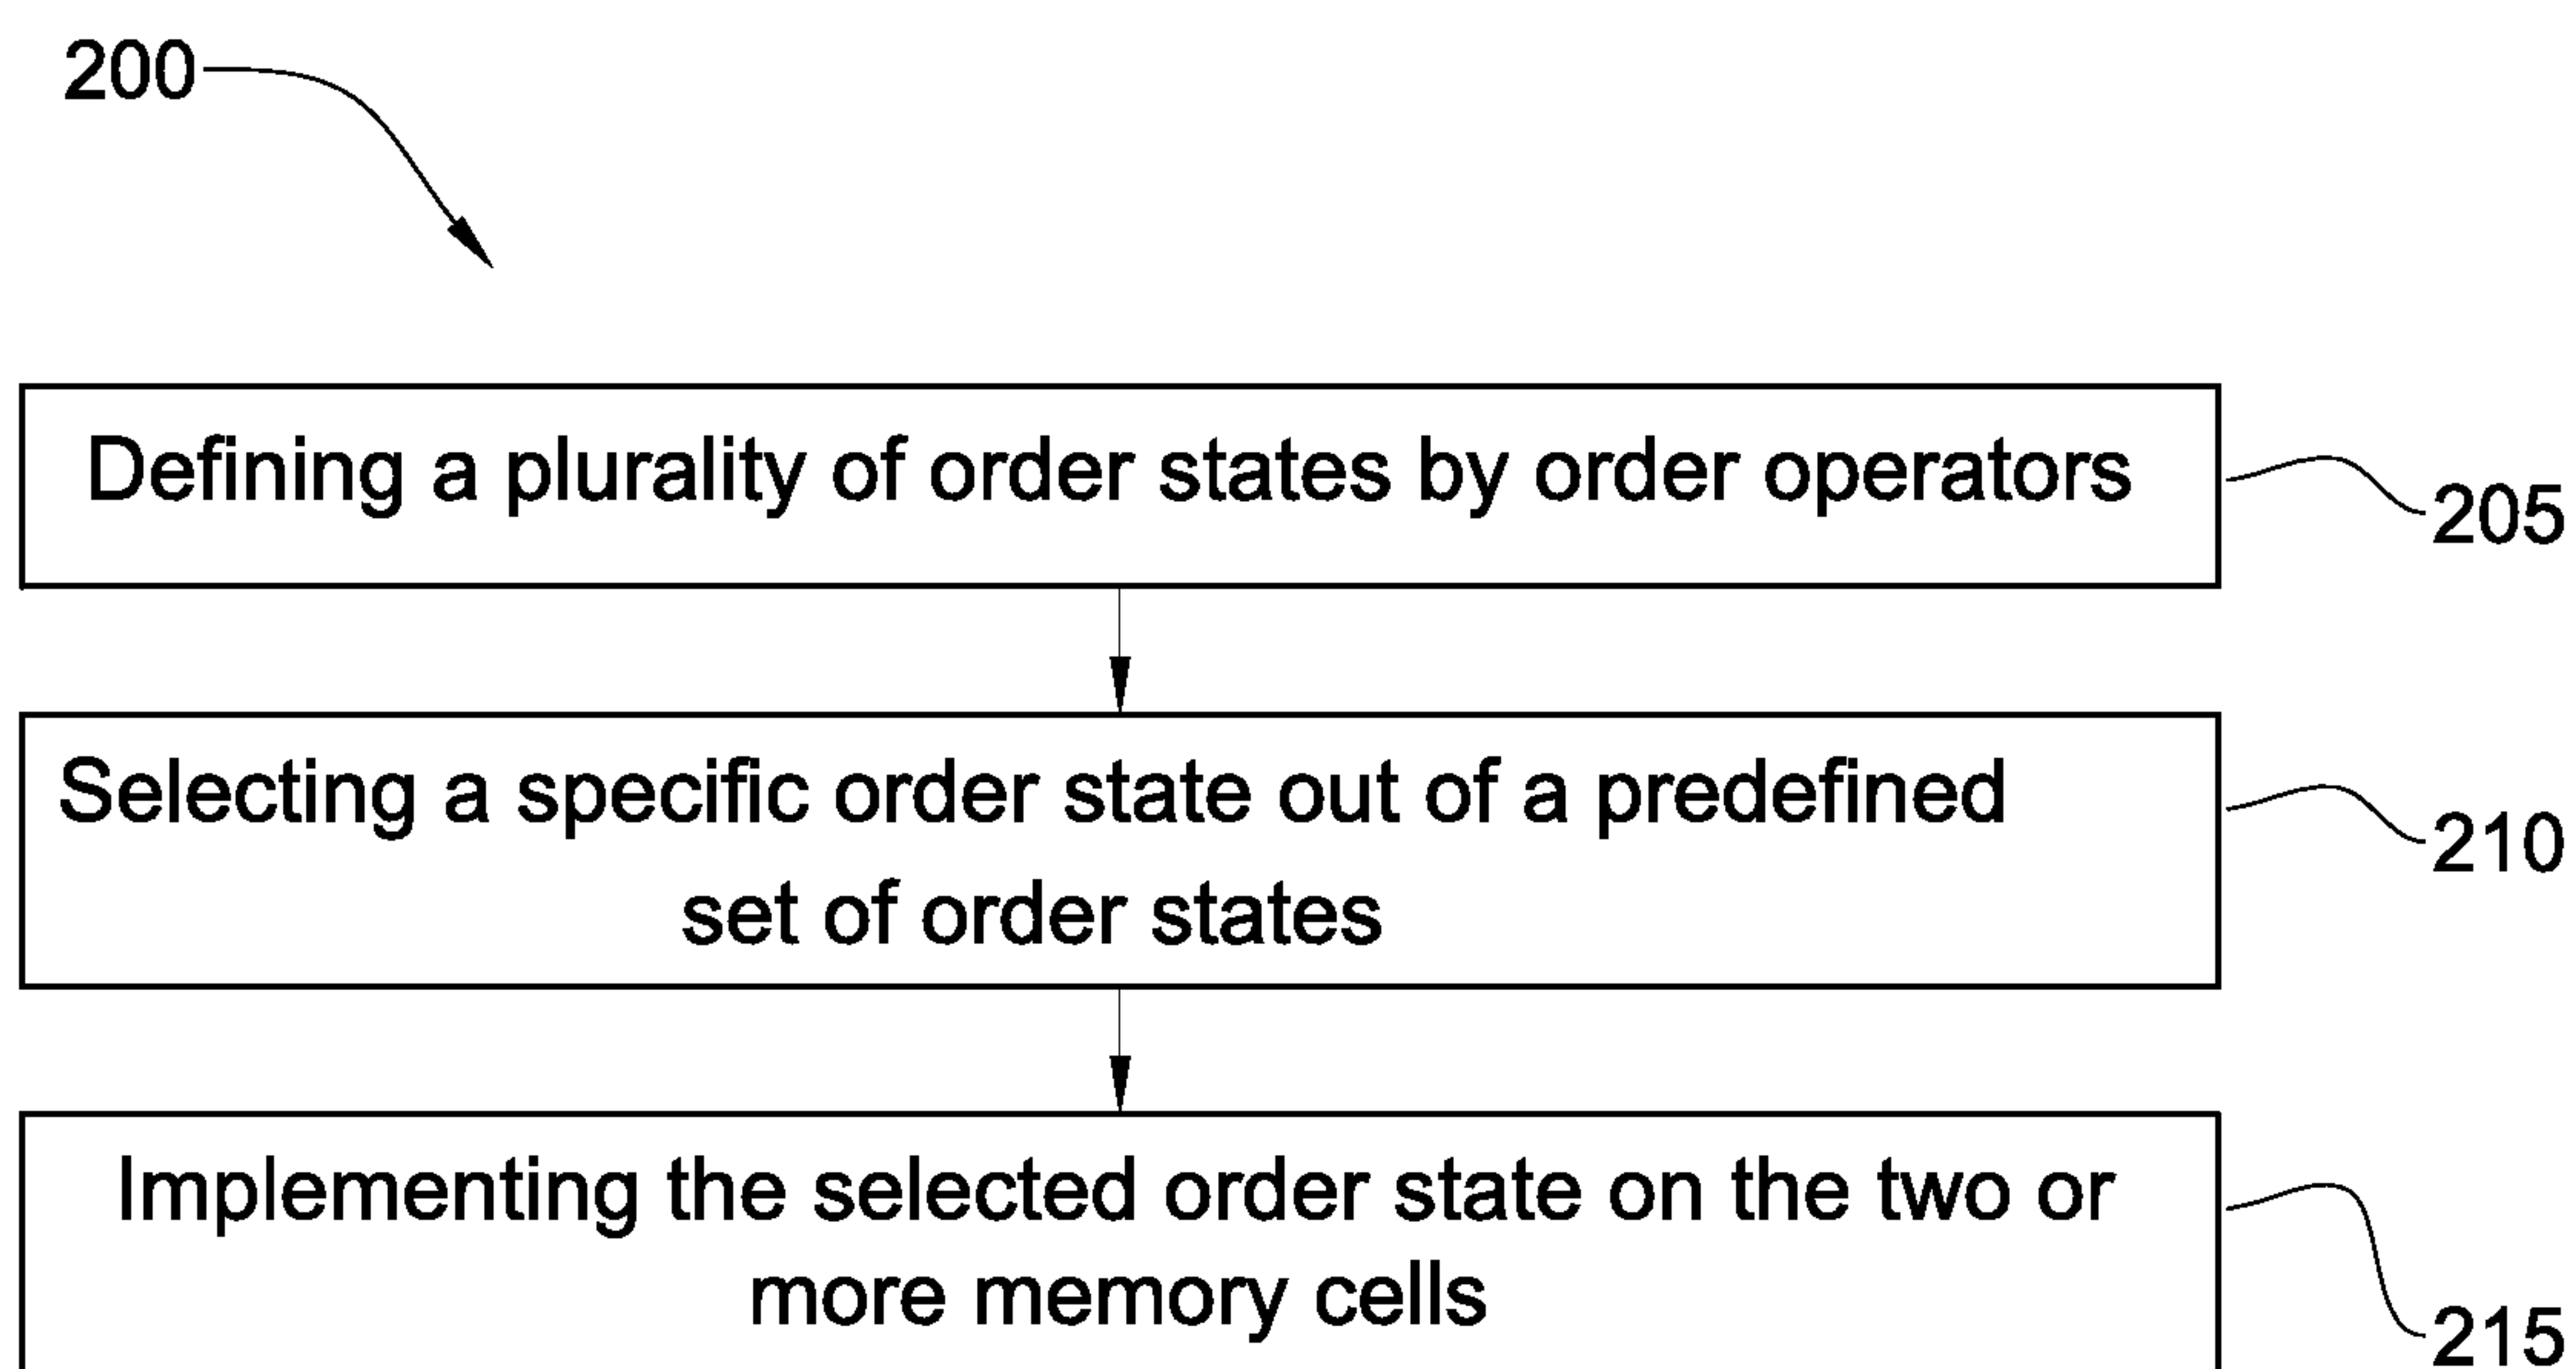 200
Defining a plurality of order states by order operators
205
Selecting a specific order state out of a predefined
set of order states
210
Implementing the selected order state on the two or
more memory cells
215